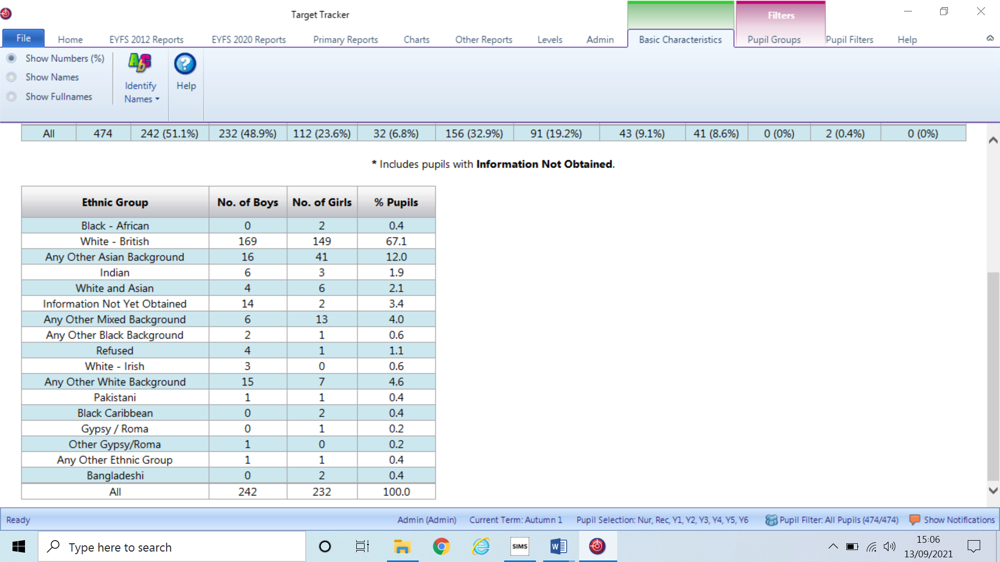 Target Tracker
Filters
File Home EYFS 2012 Reports EYFS 2020 Reports Primary Reports Charts Other Reports Levels Admin Basic Characteristics Pupil Groups Pupil Filters Help
Show Numbers (%)
Show Names
Show Fullnames
Identify
Names
Help
All 474 242 (51.1%) 232 (48.9%) 112 (23.6%) 32 (6.8%) 156 (32.9%) 91 (19.2%) 43 (9.1%) 41 (8.6%) 0 (0%) 2 (0.4%) 0 (0%)
* Includes pupils with Information Not Obtained.
Ethnic Group No. of Boys No. of Girls % Pupils
Black - African 0 2 0.4
White - British 169 149 67.1
Any Other Asian Background 16 41 12.0
Indian 6 3 1.9
White and Asian 4 6 2.1
Information Not Yet Obtained 14 2 3.4
Any Other Mixed Background 6 13 4.0
Any Other Black Background 2 1 0.6
Refused 4 1 1.1
White - Irish 3 0 0.6
Any Other White Background 15 7 4.6
Pakistani 1 1 0.4
Black Caribbean 0 2 0.4
Gypsy / Roma 0 1 0.2
Other Gypsy/Roma 1 0 0.2
Any Other Ethnic Group 1 1 0.4
Bangladeshi 0 2 0.4
All 242 232 100.0
Ready Admin (Admin) Current Term: Autumn 1 Pupil Selection: Nur, Rec, Y1, Y2, Y3, Y4, Y5, Y6 Pupil Filter: All Pupils (474/474) Show Notifications
Type here to search
SIMS
15:06
13/09/2021